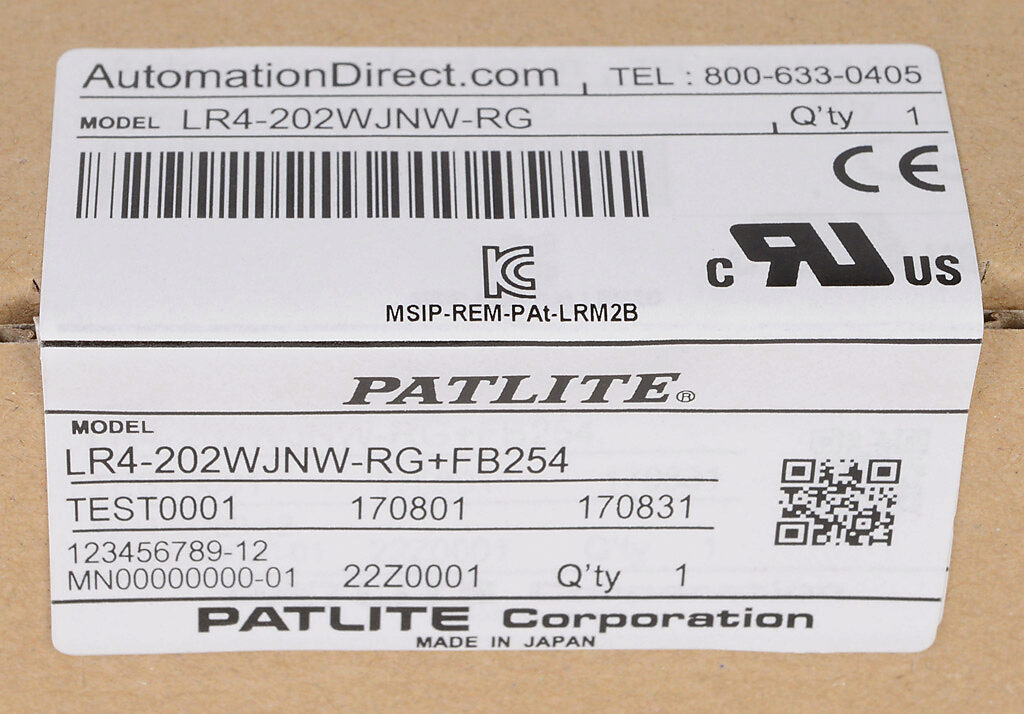 AutomationDirect.com TEL : 800-633-0405
MODEL LR4-202WJNW-RG Q'ty 1
CE
C RU US
KC
MSIP-REM-PAt-LRM2B
PATLITE®
MODEL
LR4-202WJNW-RG+FB254
TEST0001 170801 170831
123456789-12
MN00000000-01 22Z0001 Q'ty 1
PATLITE Corporation
MADE IN JAPAN